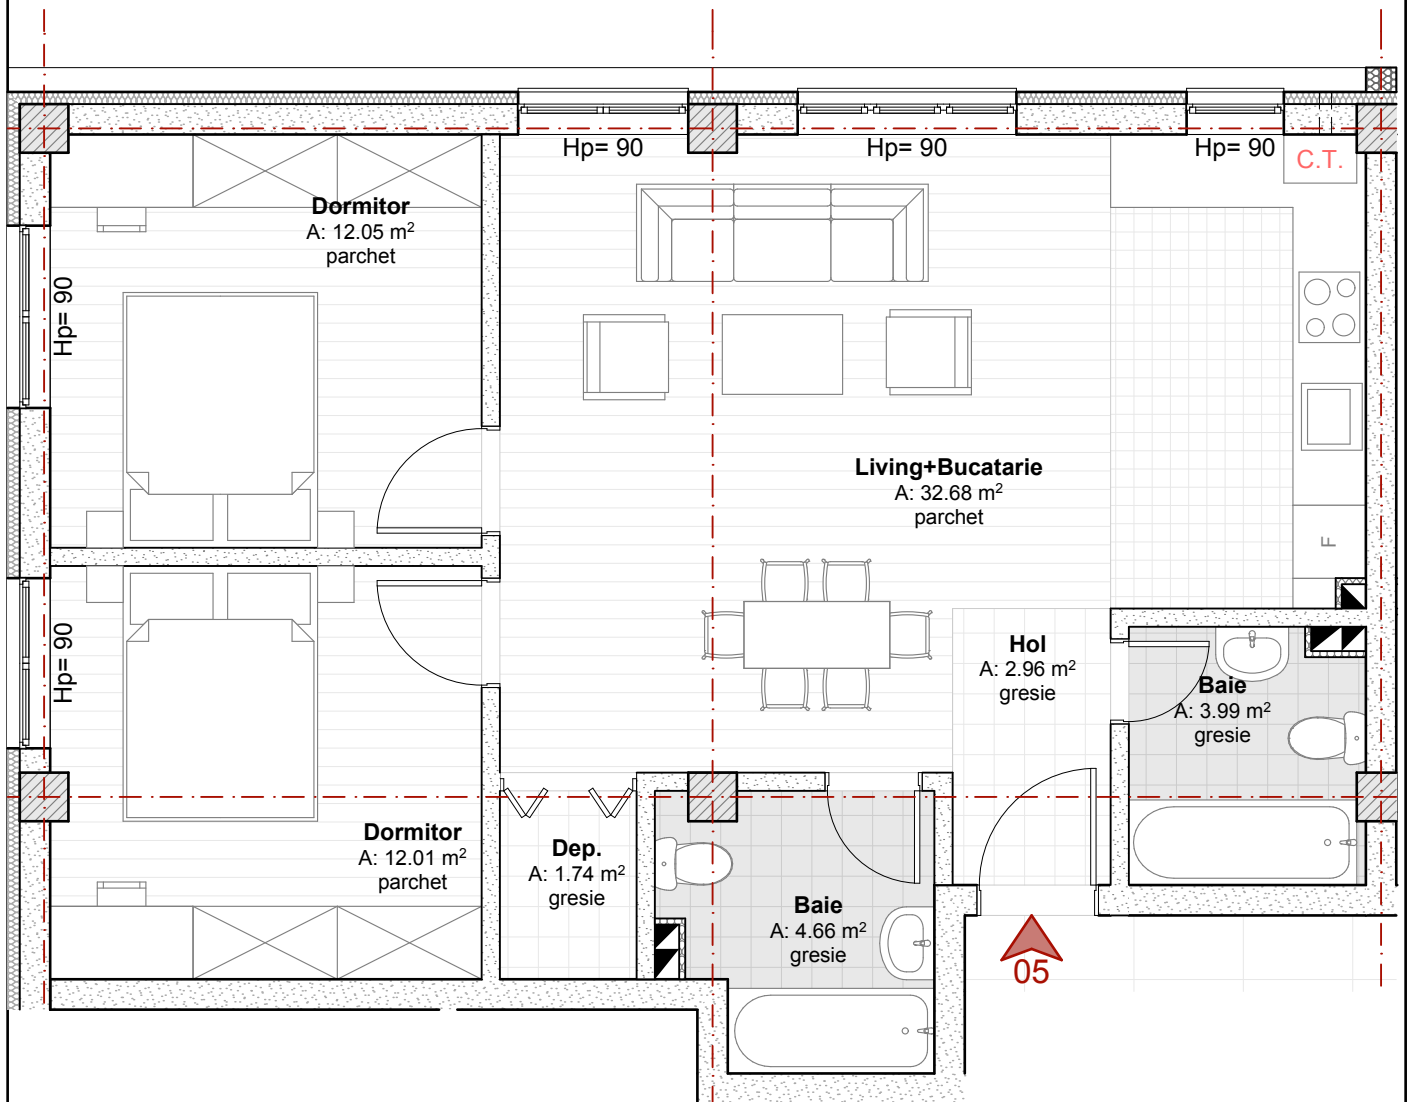 Hp= 90
Hp= 90
Hp= 90
C.T.
Dormitor
A: 12.05 m²
parchet
Hp= 90
Living+Bucatarie
A: 32.68 m²
parchet
F
Hp= 90
Hol
A: 2.96 m²
gresie
Baie
A: 3.99 m²
gresie
Dormitor
A: 12.01 m²
parchet
Dep.
A: 1.74 m²
gresie
Baie
A: 4.66 m²
gresie
05